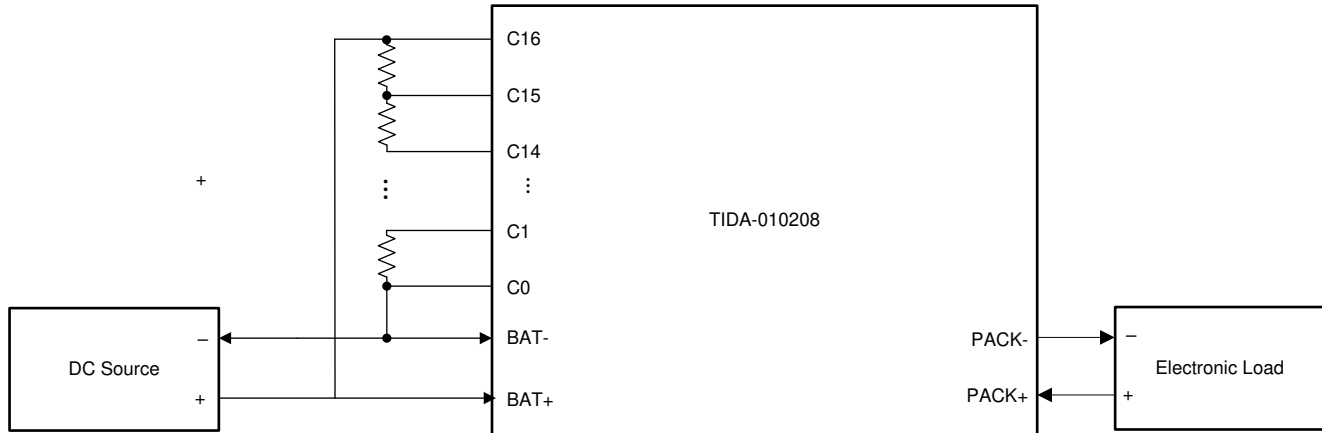 C16
C15
C14
⋮ ⋮
C1
C0
+
TIDA-010208
DC Source
–
+
BAT-
BAT+
PACK-
PACK+
–
+
Electronic Load